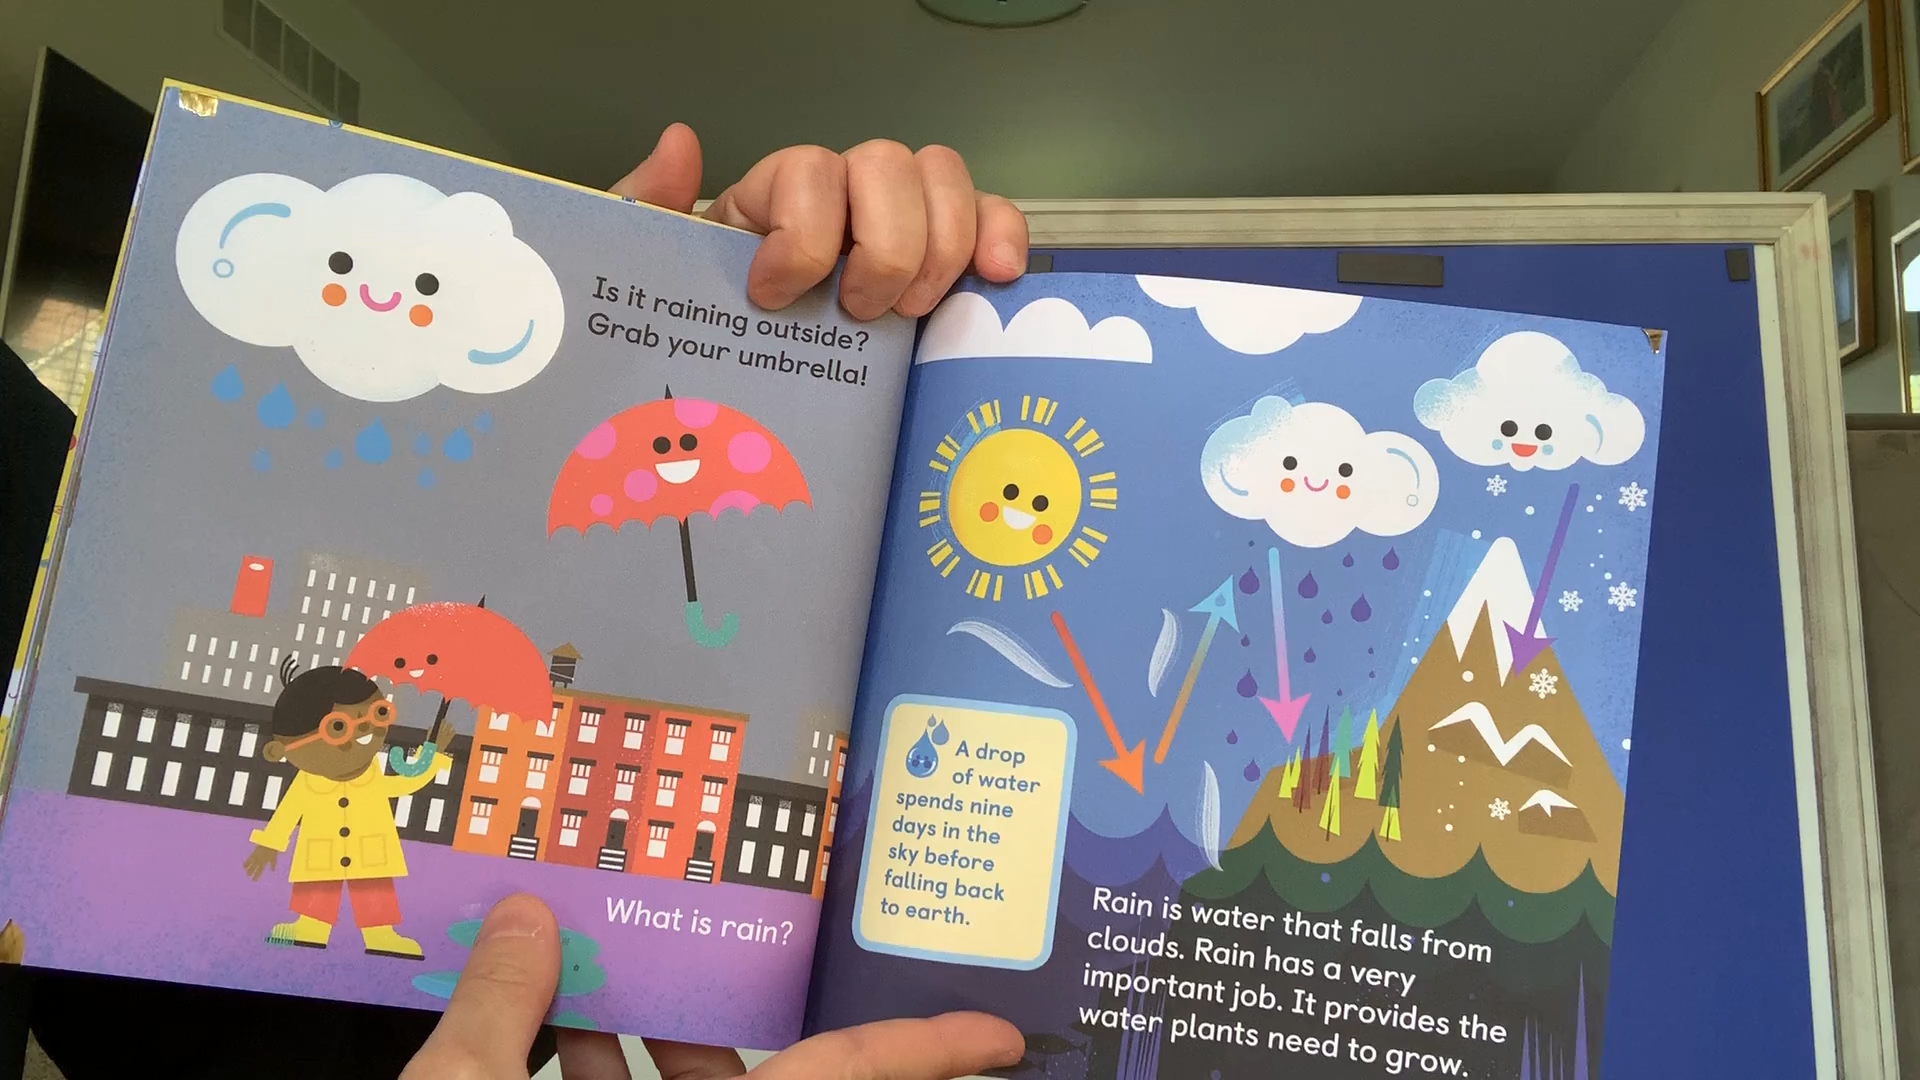 Is it raining outside?
Grab your umbrella!
What is rain?
A drop
of water
spends nine
days in the
sky before
falling back
to earth.
Rain is water that falls from
clouds. Rain has a very
important job. It provides the
water plants need to grow.